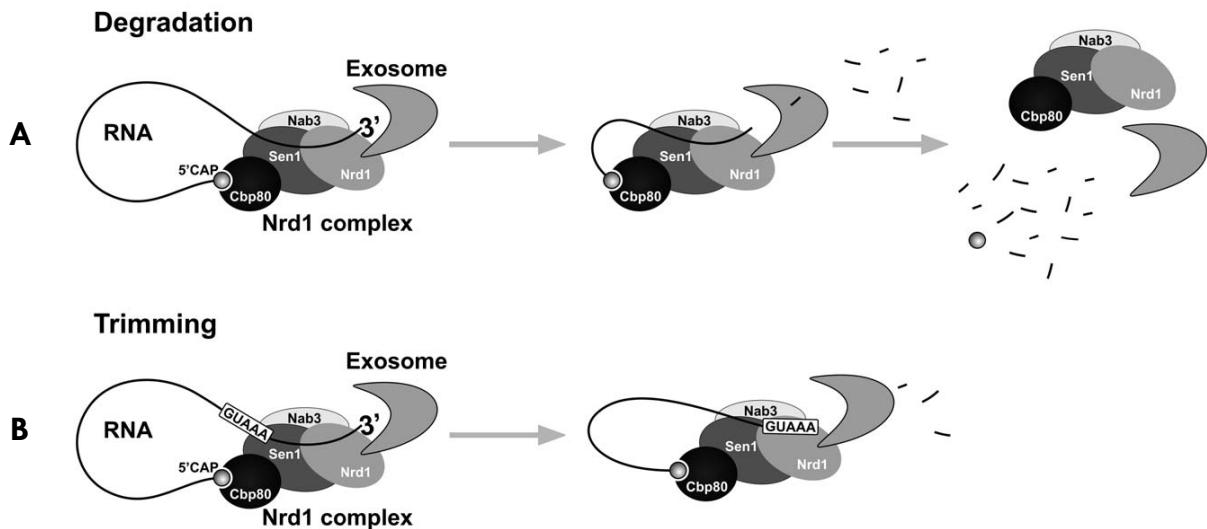 Degradation
A
RNA
5'CAP
Cbp80
Sen1
Nab3
Nrd1
3'
Exosome
Nrd1 complex
Cbp80
Sen1
Nab3
Nrd1
Cbp80
Sen1
Nab3
Nrd1
Trimming
B
RNA
GUAAA
5'CAP
Cbp80
Sen1
Nab3
Nrd1
3'
Exosome
Nrd1 complex
Cbp80
Sen1
Nab3
GUAAA
Nrd1